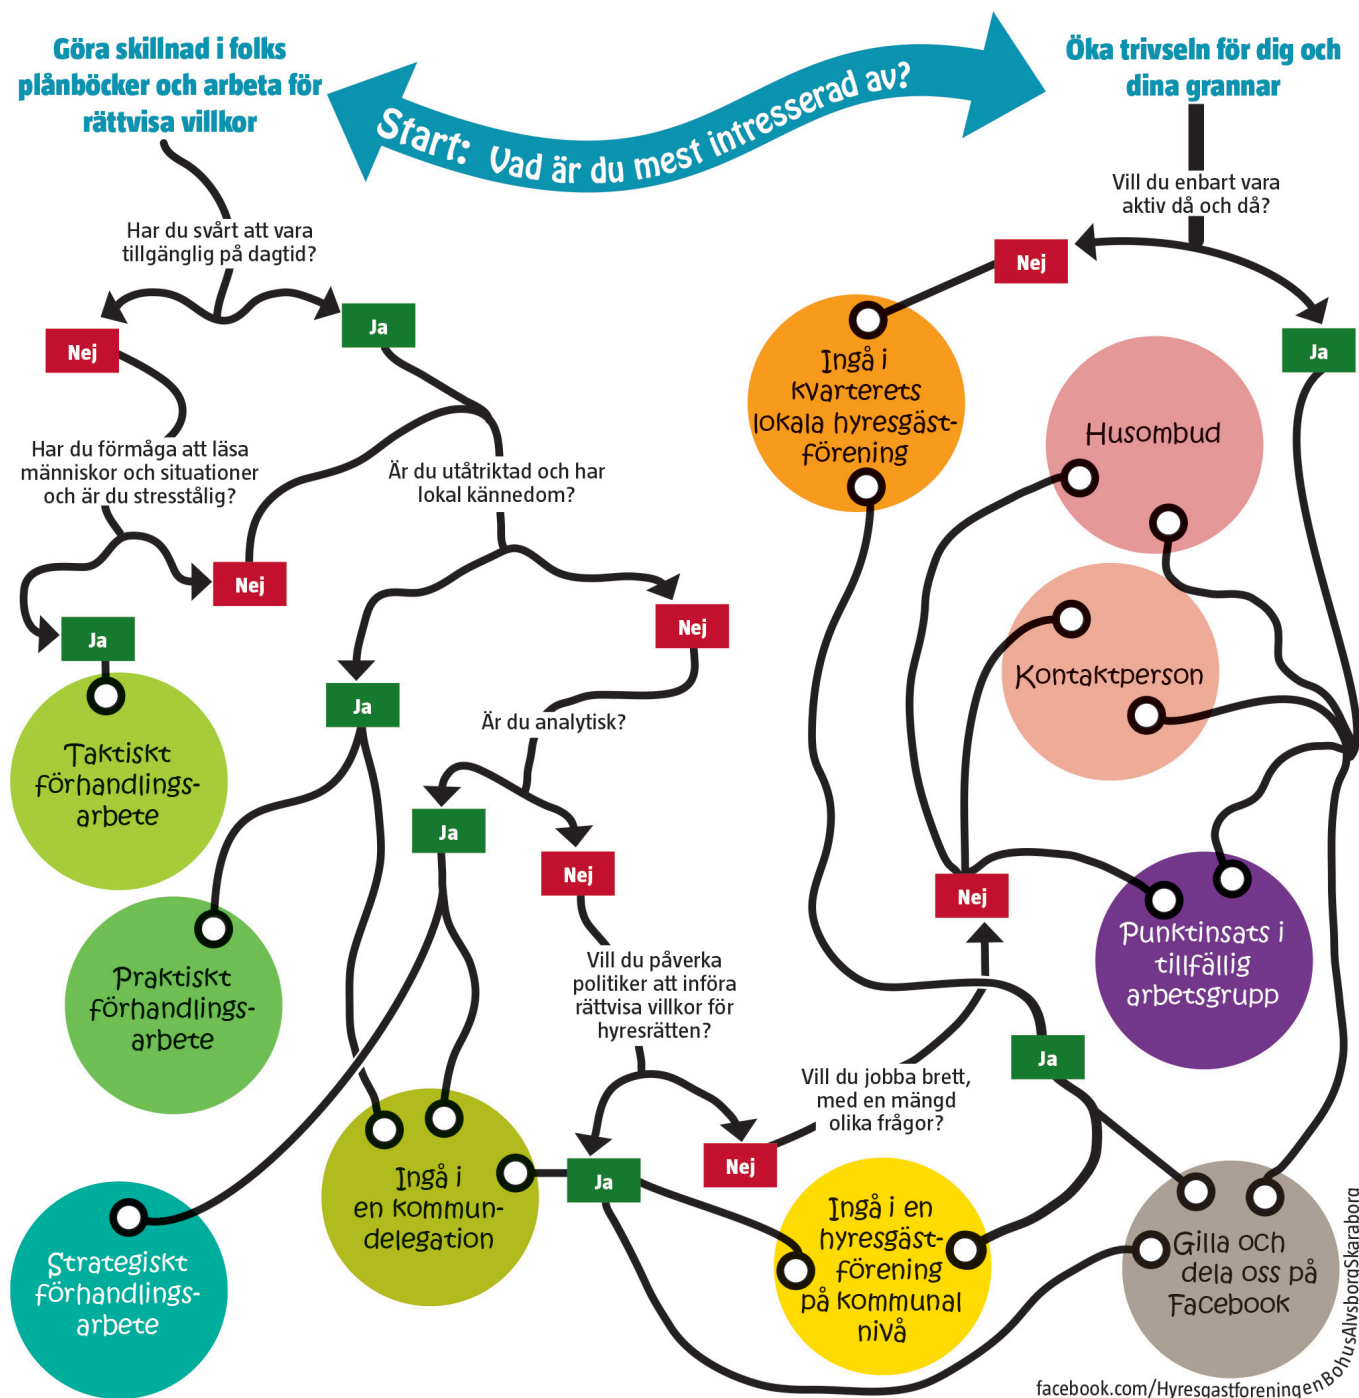 Göra skillnad i folks
plånböcker och arbeta för
rättvisa villkor
Start: Vad är du mest intresserad av?
Öka trivseln för dig och
dina grannar
Har du svårt att vara
tillgänglig på dagtid?
Nej
Ja
Har du förmåga att läsa
människor och situationer
och är du stresstålig?
Nej
Ja
Taktiskt
förhandlings-
arbete
Är du utåtriktad och har
lokal kännedom?
Ja
Nej
Praktiskt
förhandlings-
arbete
Är du analytisk?
Ja
Nej
Strategiskt
förhandlings-
arbete
Vill du påverka
politiker att införa
rättvisa villkor för
hyresrätten?
Ja
Nej
Ingå i
en kommun-
delegation
Vill du jobba brett,
med en mängd
olika frågor?
Nej
Ja
Ingå i en
hyresgäst-
förening
på kommunal
nivå
Vill du enbart vara
aktiv då och då?
Nej
Ja
Ingå i
kvarterets
lokala hyresgäst-
förening
Husombud
Kontaktperson
Punktinsats i
tillfällig
arbetsgrupp
Gilla och
dela oss på
Facebook
facebook.com/HyresgastforeningenBohusAlvsborgSkaraborg